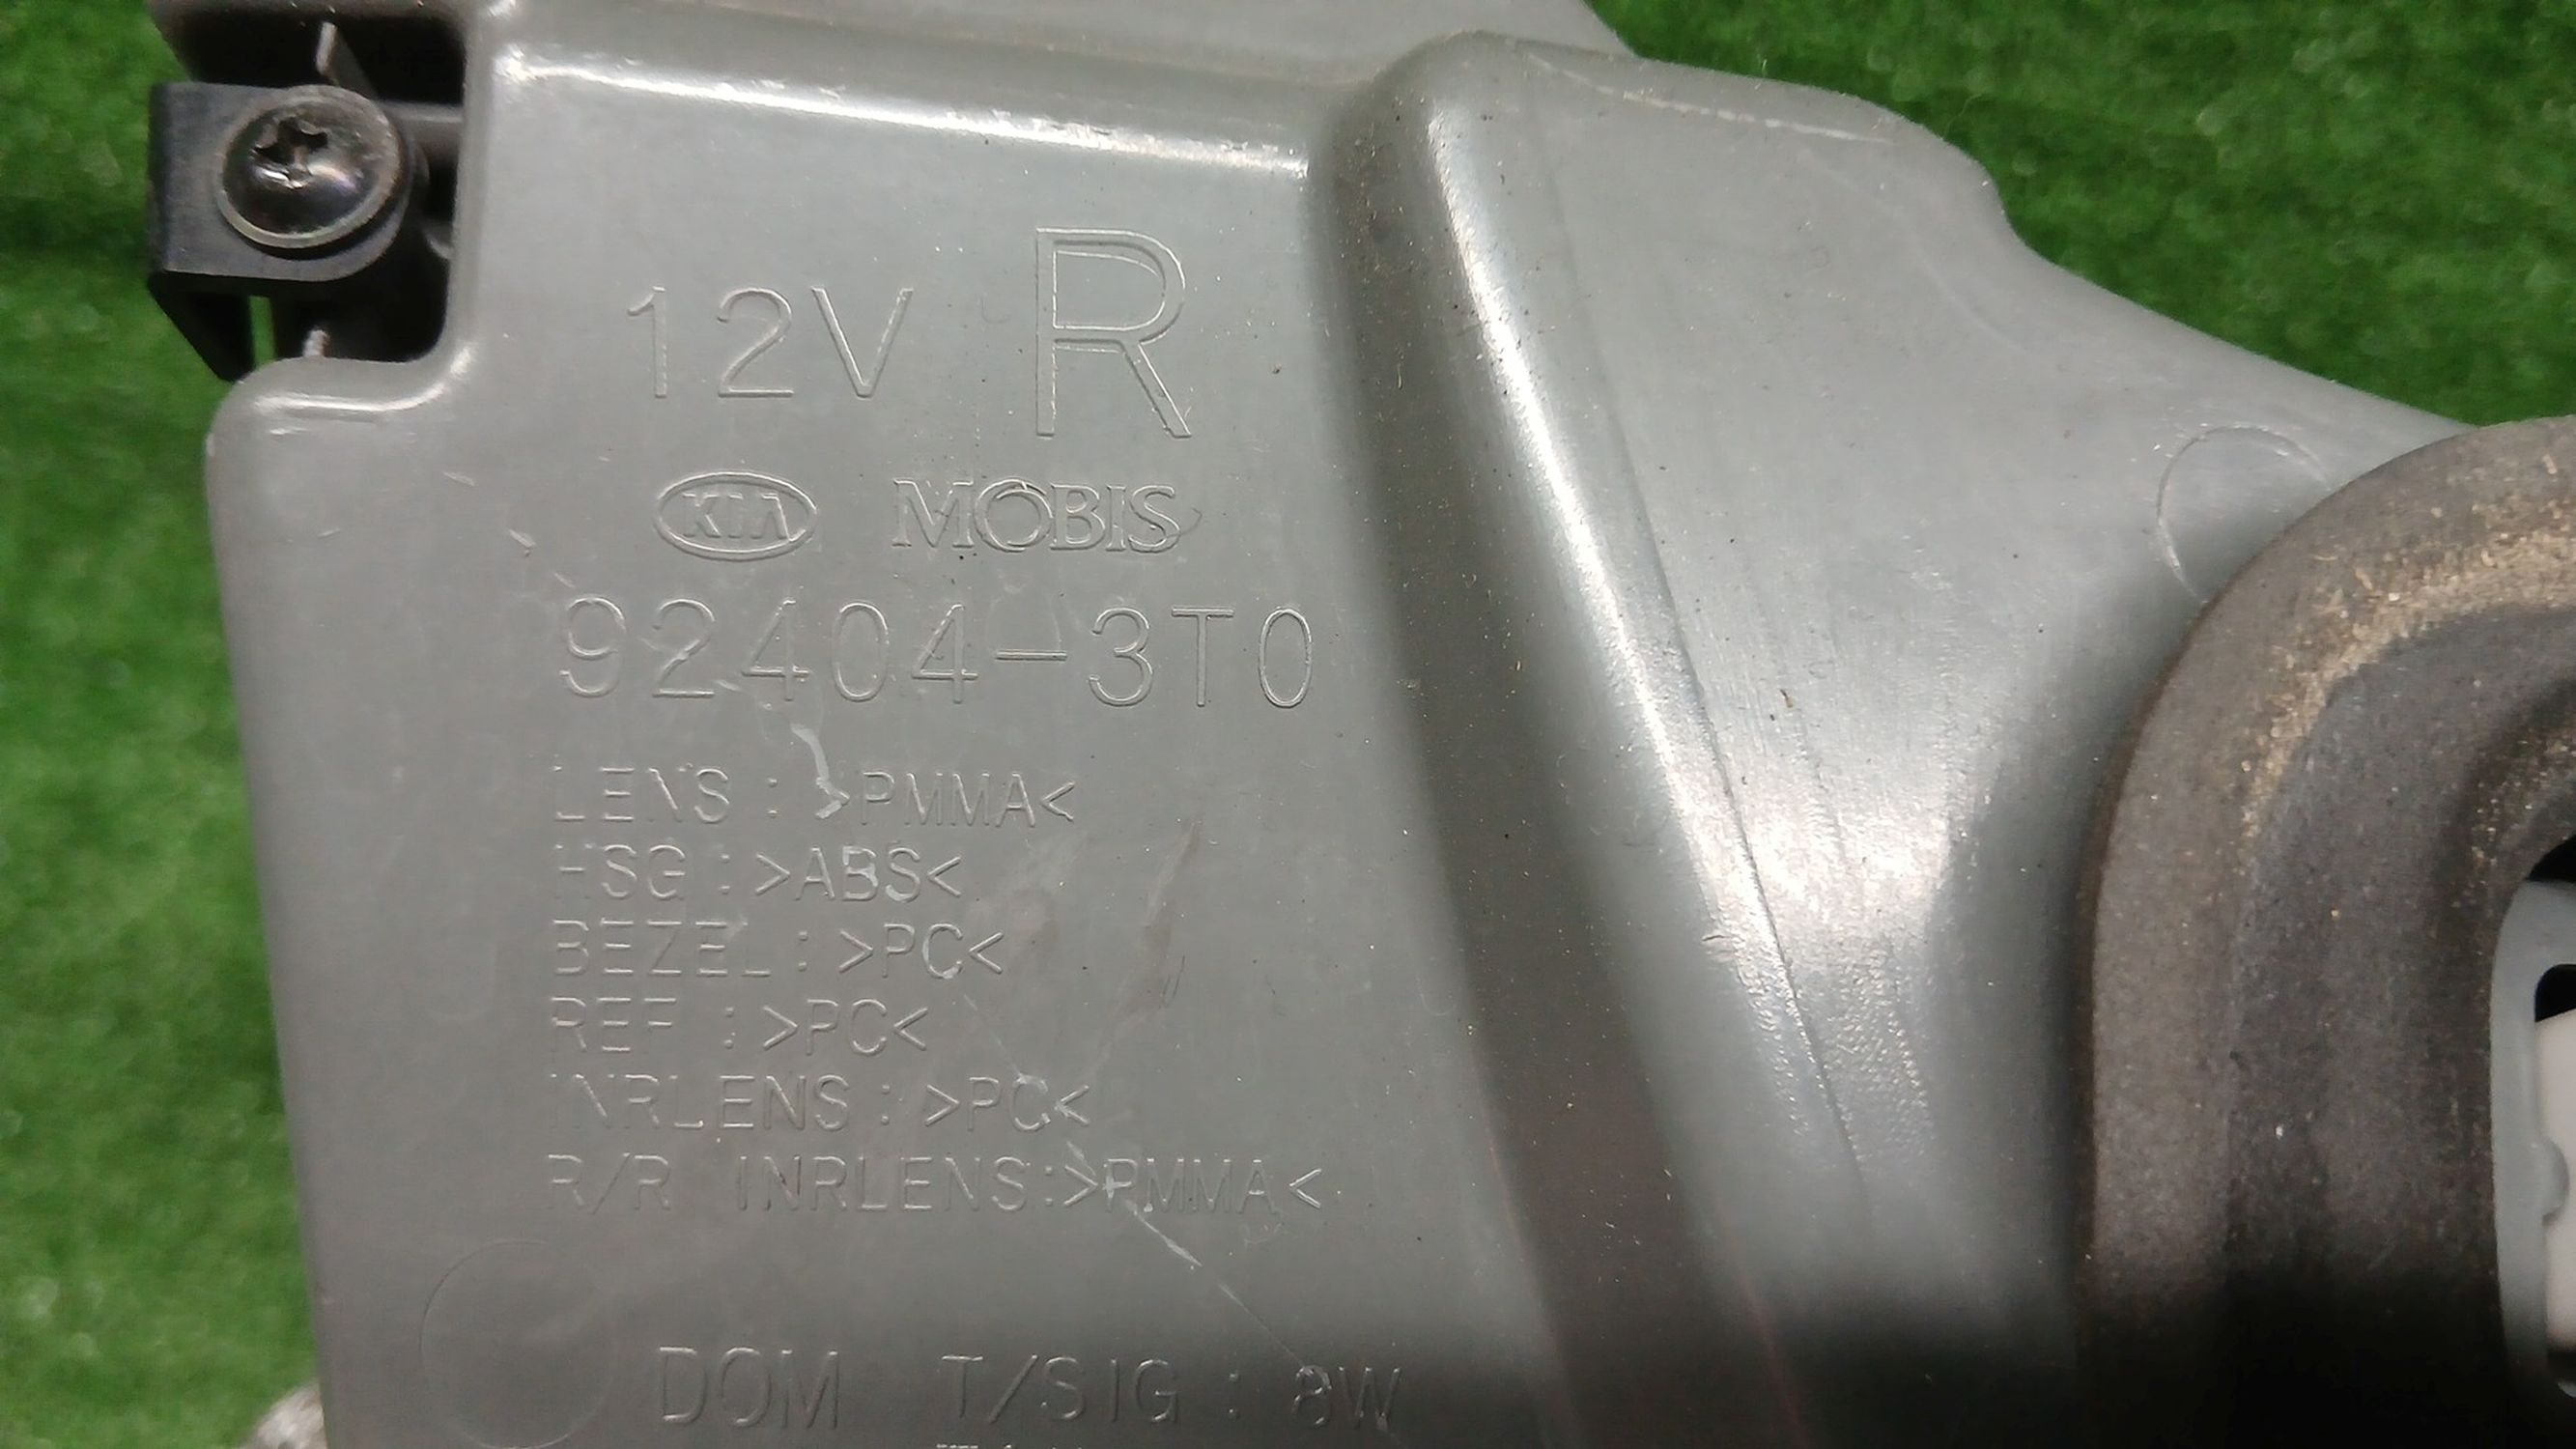 12V R
KIA MOBIS
92404-3T0
LENS : >PMMA<
HSG : >ABS<
BEZEL : >PC<
REF : >PC<
INRLENS : >PC<
R/R INRLENS:>PMMA<
DOM T/SIG : 8W